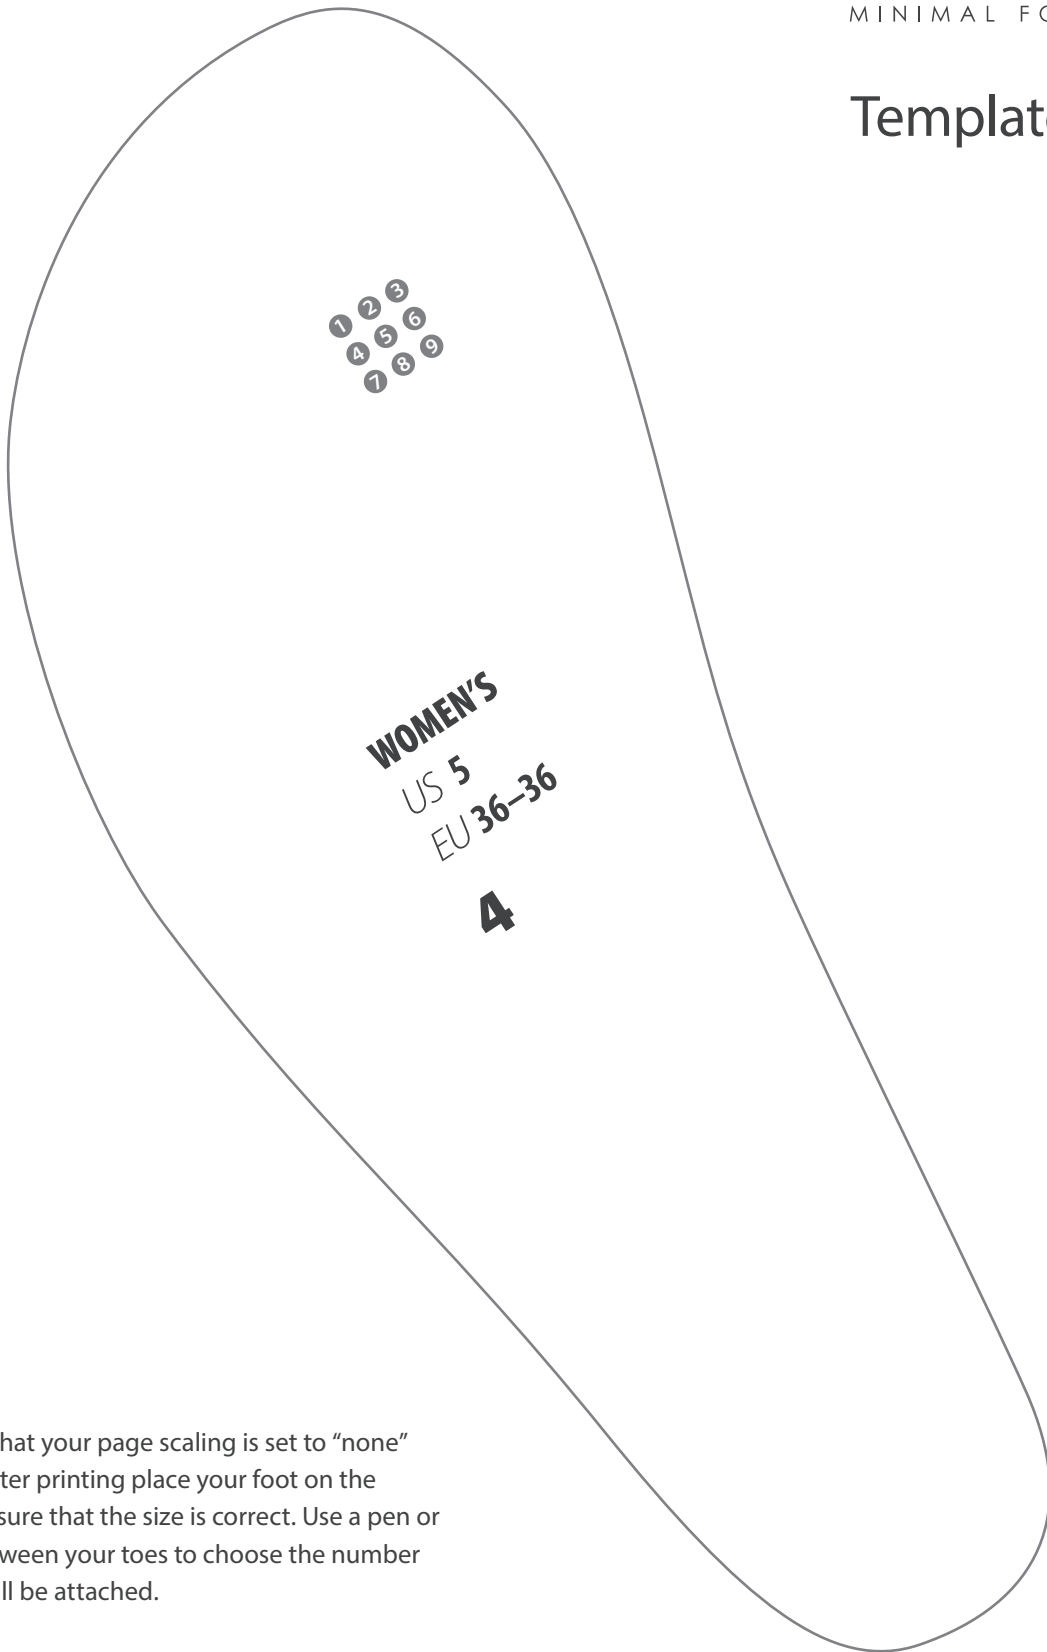 MINIMAL FO
Template
1 2 3
4 5 6
7 8 9
WOMEN'S
US 5
EU 36–36
4
hat your page scaling is set to “none”
ter printing place your foot on the
sure that the size is correct. Use a pen or
ween your toes to choose the number
ll be attached.